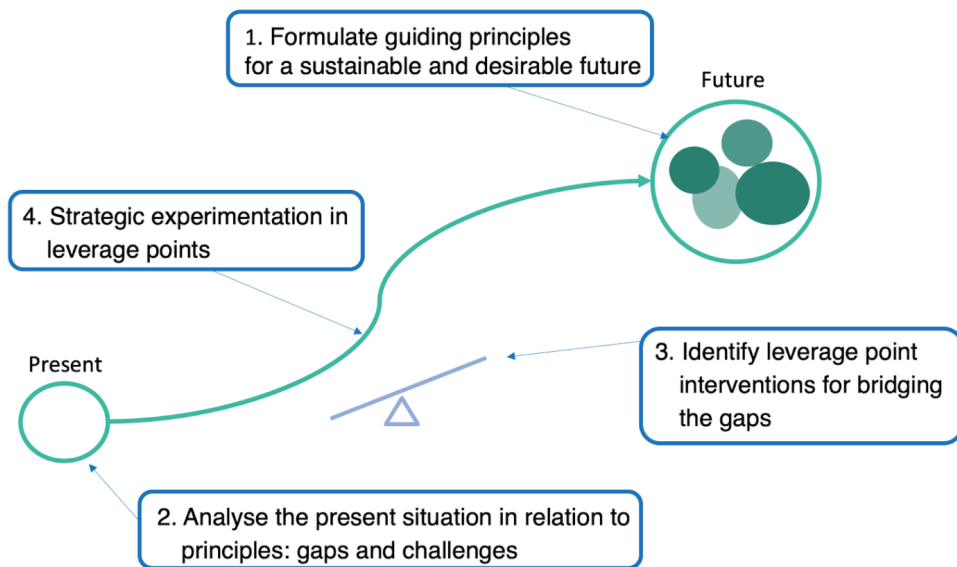 1. Formulate guiding principles
for a sustainable and desirable future
Future
4. Strategic experimentation in
leverage points
Present
3. Identify leverage point
interventions for bridging
the gaps
2. Analyse the present situation in relation to
principles: gaps and challenges